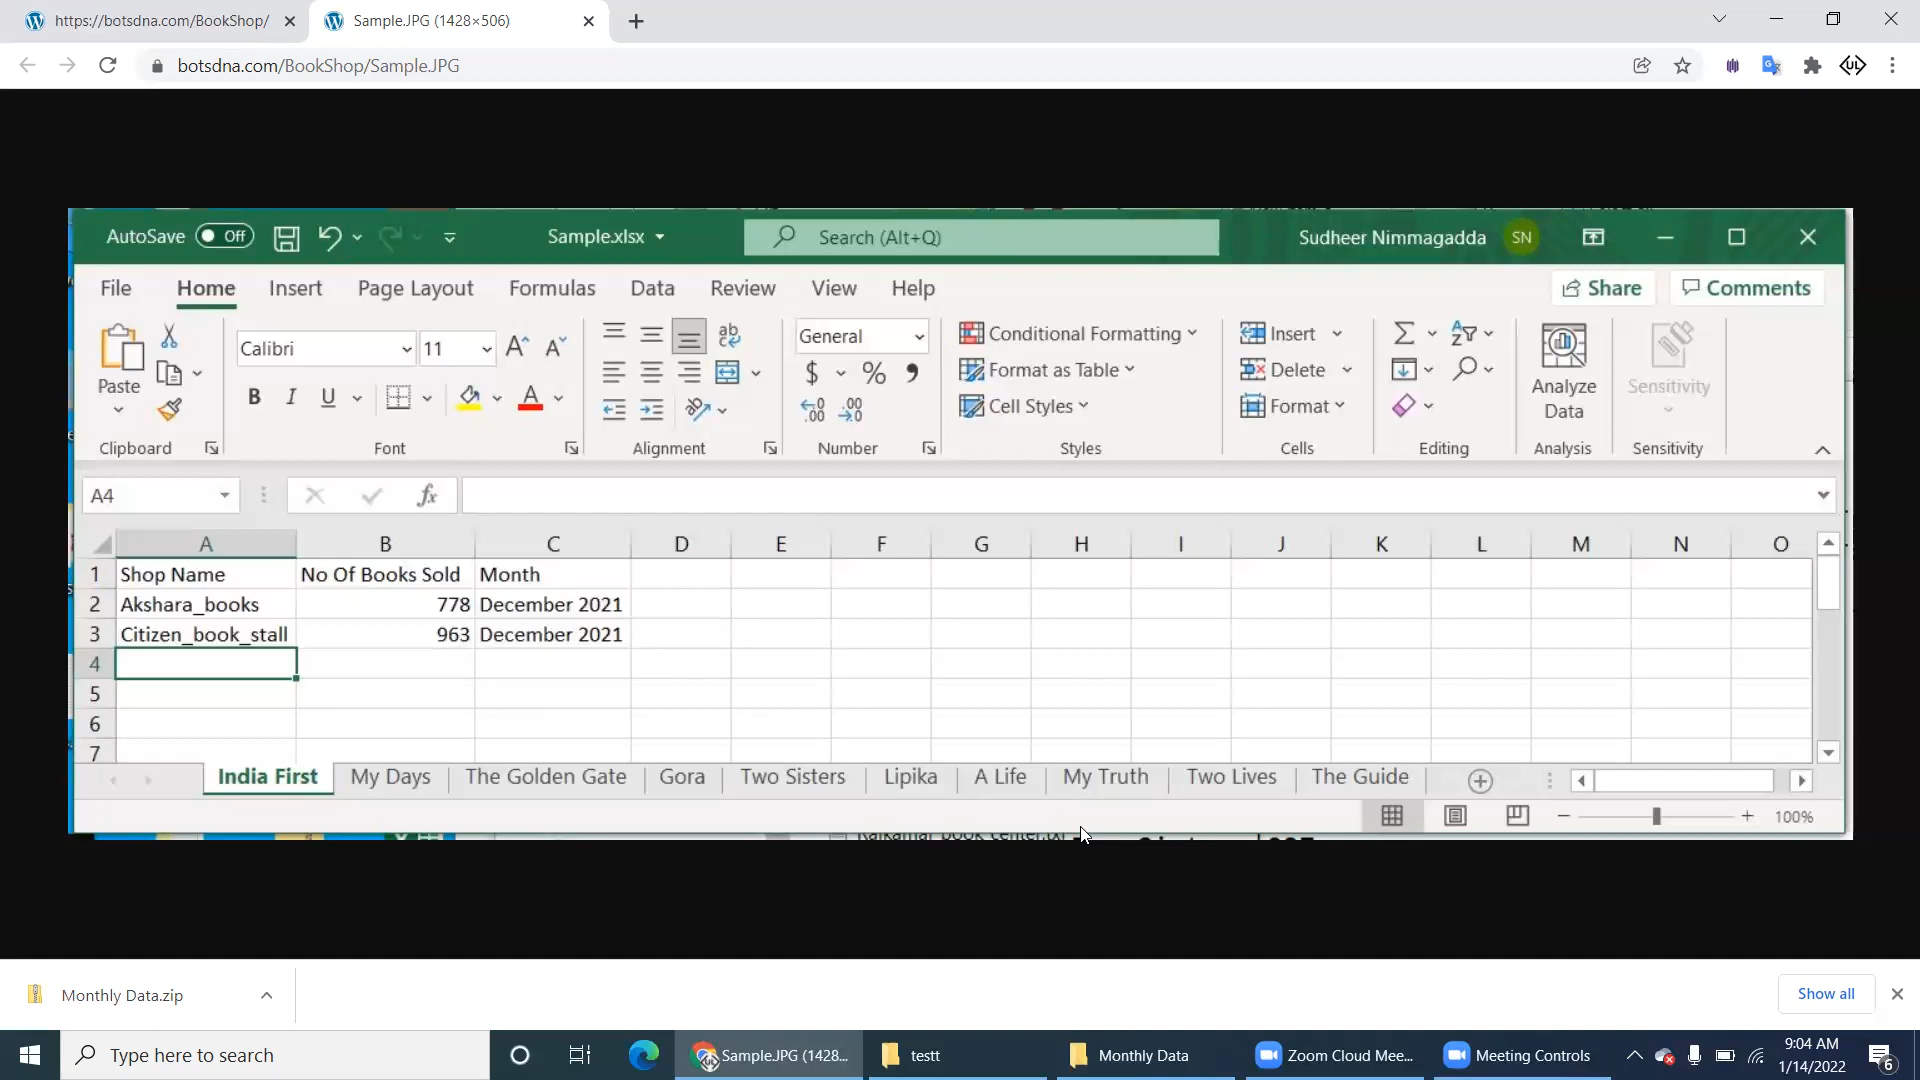 https://botsdna.com/BookShop/
Sample.JPG (1428×506)
botsdna.com/BookShop/Sample.JPG
AutoSave Off
Sample.xlsx
Search (Alt+Q)
Sudheer Nimmagadda SN
File Home Insert Page Layout Formulas Data Review View Help
Share Comments
Paste
Clipboard
Calibri 11
B I U A
Font
Alignment
General
$ % ,
Number
Conditional Formatting
Format as Table
Cell Styles
Styles
Insert
Delete
Format
Cells
Editing
Analyze Data
Analysis
Sensitivity
Sensitivity
A4 fx
A B C D E F G H I J K L M N O
1 Shop Name No Of Books Sold Month
2 Akshara_books 778 December 2021
3 Citizen_book_stall 963 December 2021
4
5
6
7
India First My Days The Golden Gate Gora Two Sisters Lipika A Life My Truth Two Lives The Guide
100%
Monthly Data.zip
Show all
Type here to search
Sample.JPG (1428...
testt
Monthly Data
Zoom Cloud Mee...
Meeting Controls
9:04 AM
1/14/2022
6